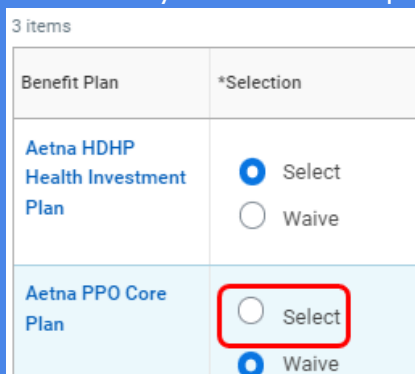 3 items
Benefit Plan
*Selection
Aetna HDHP
Health Investment
Plan
Select
Waive
Aetna PPO Core
Plan
Select
Waive